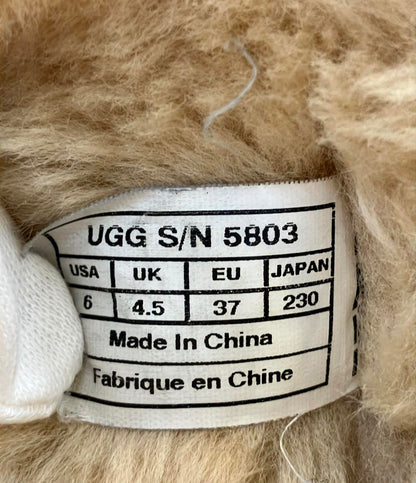 UGG S/N 5803
USA UK EU JAPAN
6 4.5 37 230
Made In China
Fabrique en Chine